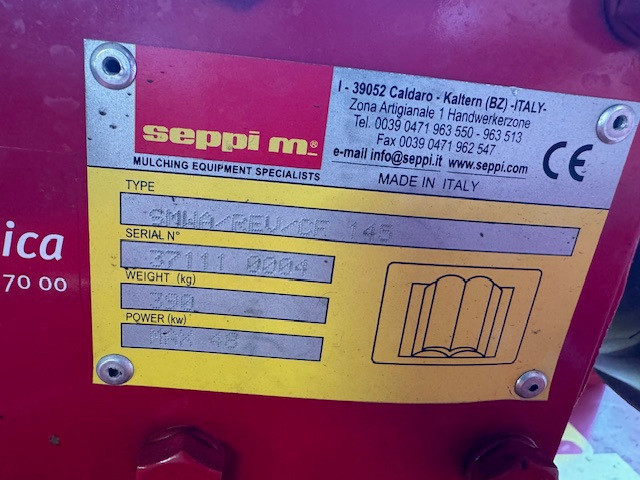 seppi m®
MULCHING EQUIPMENT SPECIALISTS
I - 39052 Caldaro - Kaltern (BZ) -ITALY-
Zona Artigianale 1 Handwerkerzone
Tel. 0039 0471 963 550 - 963 513
Fax 0039 0471 962 547
e-mail info@seppi.it www.seppi.com
MADE IN ITALY
CE
TYPE
SMWA/REV/CF 145
SERIAL N°
37111 0004
WEIGHT (kg)
390
POWER (kw)
MAX 48
ica
70 00